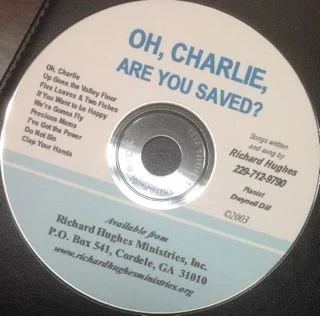 OH, CHARLIE,
ARE YOU SAVED?
Oh, Charlie
Up Goes the Valley Floor
Five Loaves & Two Fishes
If You Want to be Happy
We're Gonna Fly
Precious Mama
I've Got the Power
Do Not Sin
Clap Your Hands
Songs written
and sung by
Richard Hughes
229-712-9790
Pianist
Dwynell Dill
©2003
Available from
Richard Hughes Ministries, Inc.
P.O. Box 541, Cordele, GA 31010
www.richardhughesministries.org